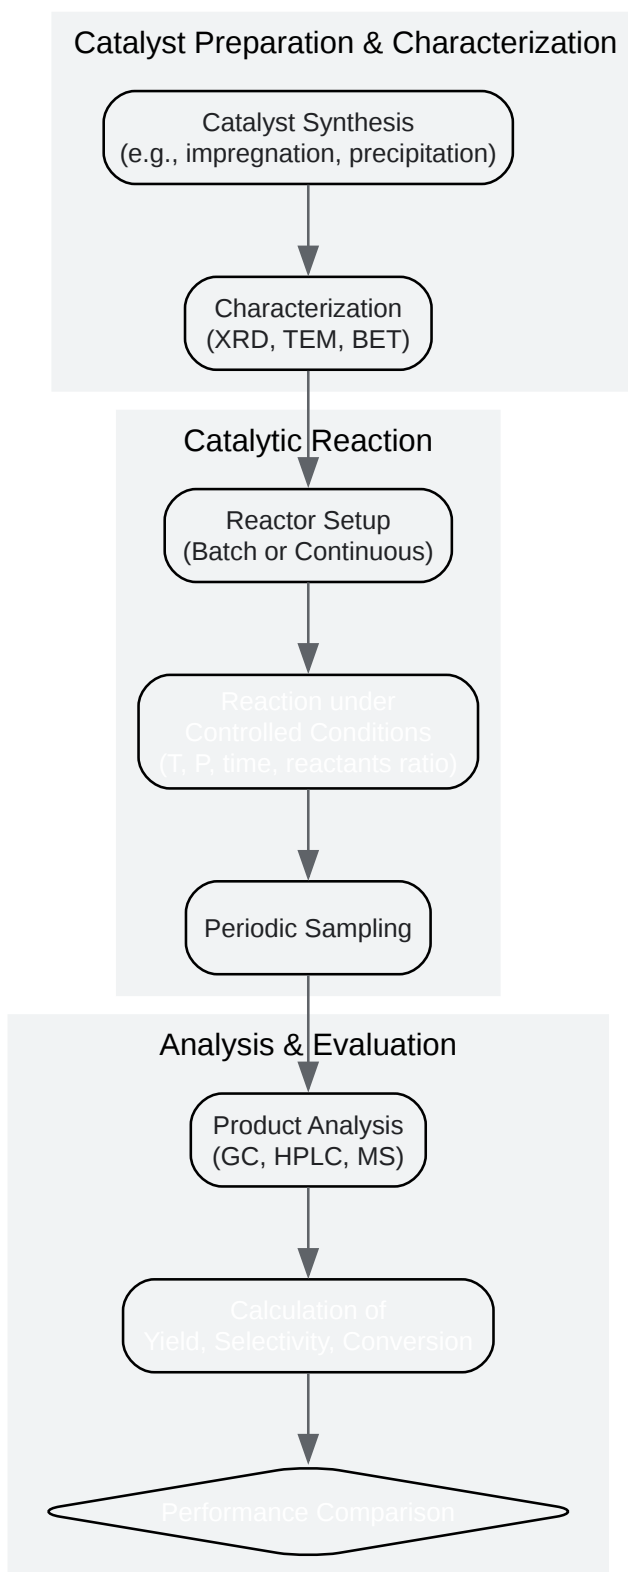 Catalyst Preparation & Characterization
Catalyst Synthesis
(e.g., impregnation, precipitation)
Characterization
(XRD, TEM, BET)
Catalytic Reaction
Reactor Setup
(Batch or Continuous)
Reaction under
Controlled Conditions
(T, P, time, reactants ratio)
Periodic Sampling
Analysis & Evaluation
Product Analysis
(GC, HPLC, MS)
Calculation of
Yield, Selectivity, Conversion
Performance Comparison